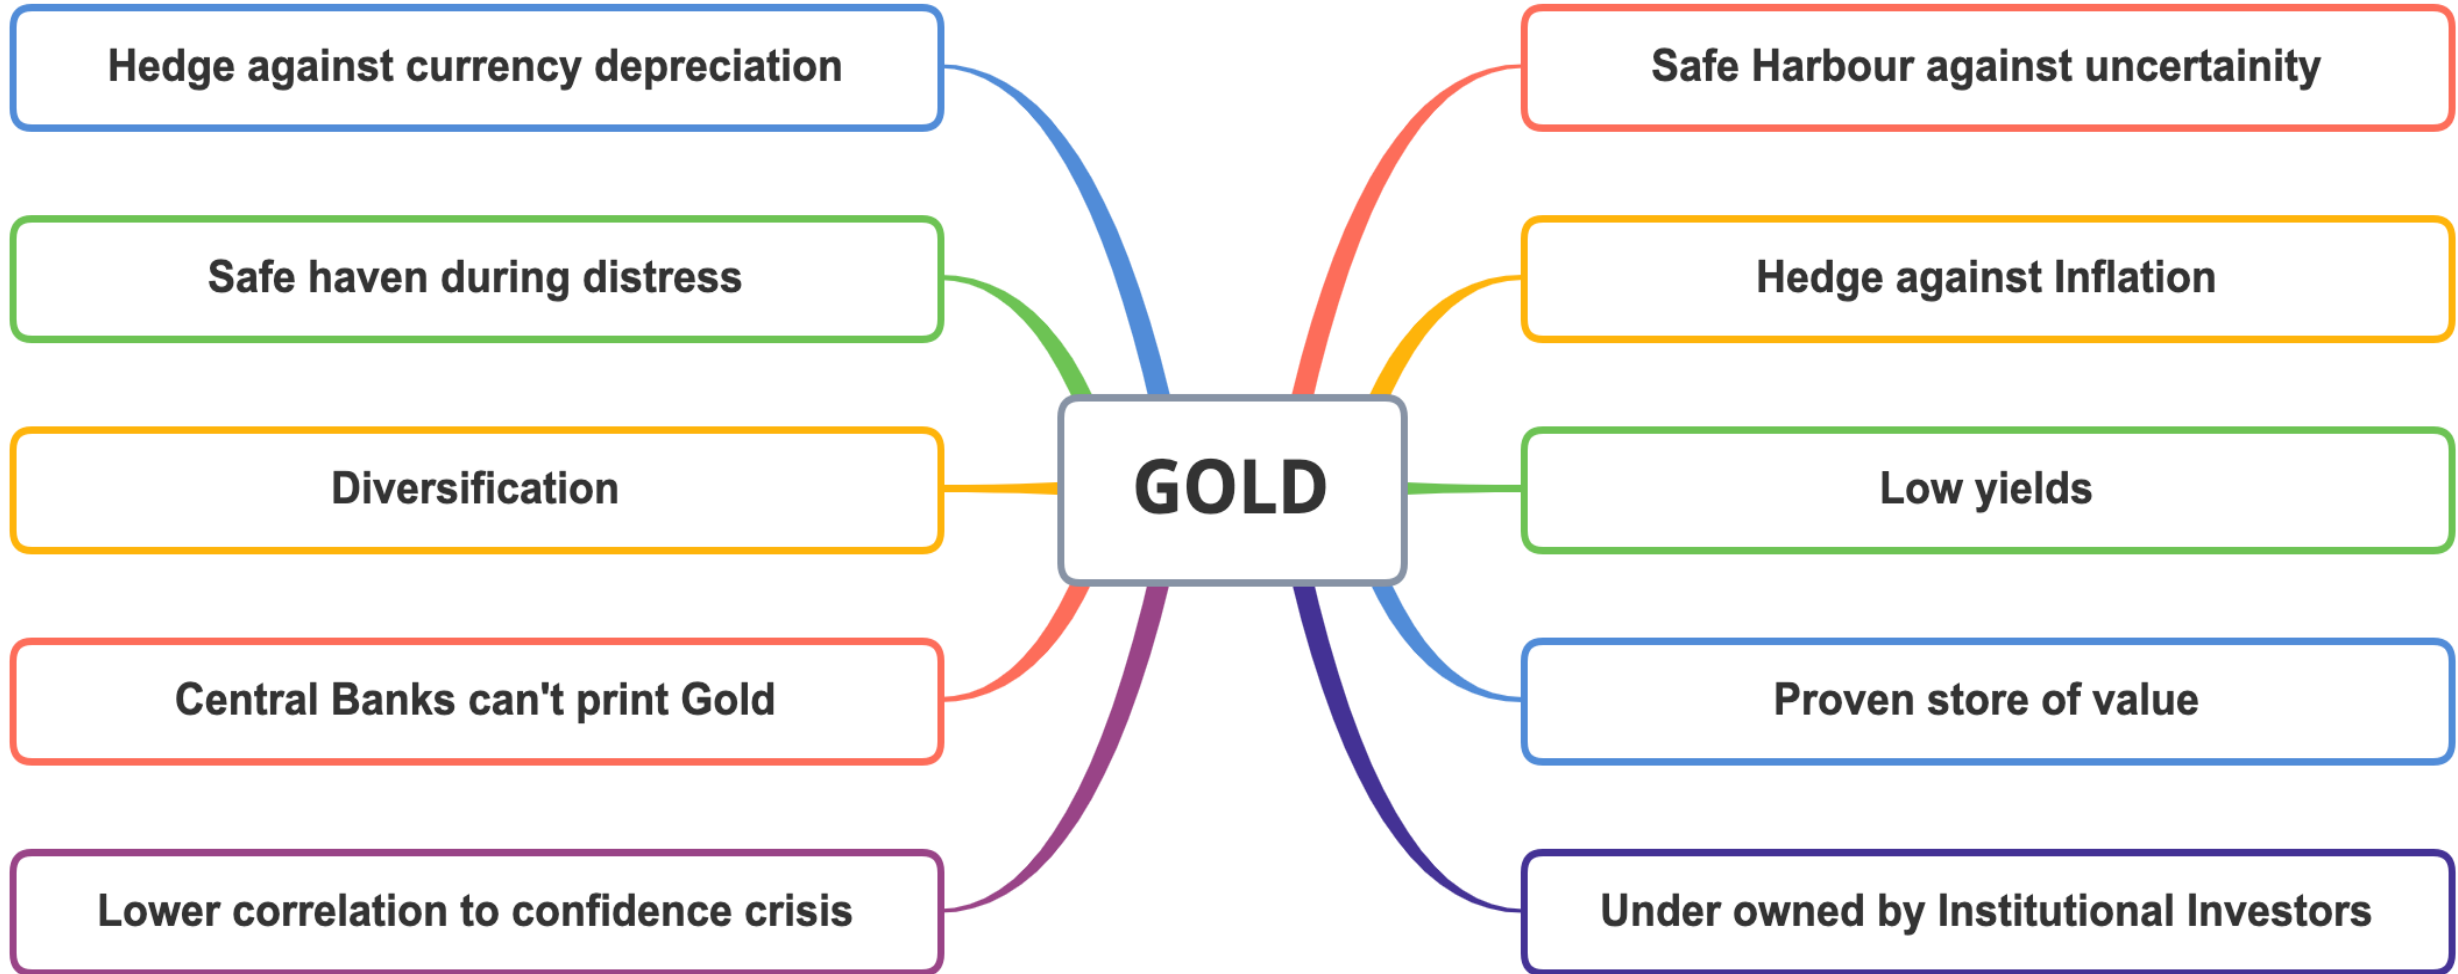 Hedge against currency depreciation
Safe haven during distress
Diversification
Central Banks can't print Gold
Lower correlation to confidence crisis
GOLD
Safe Harbour against uncertainity
Hedge against Inflation
Low yields
Proven store of value
Under owned by Institutional Investors